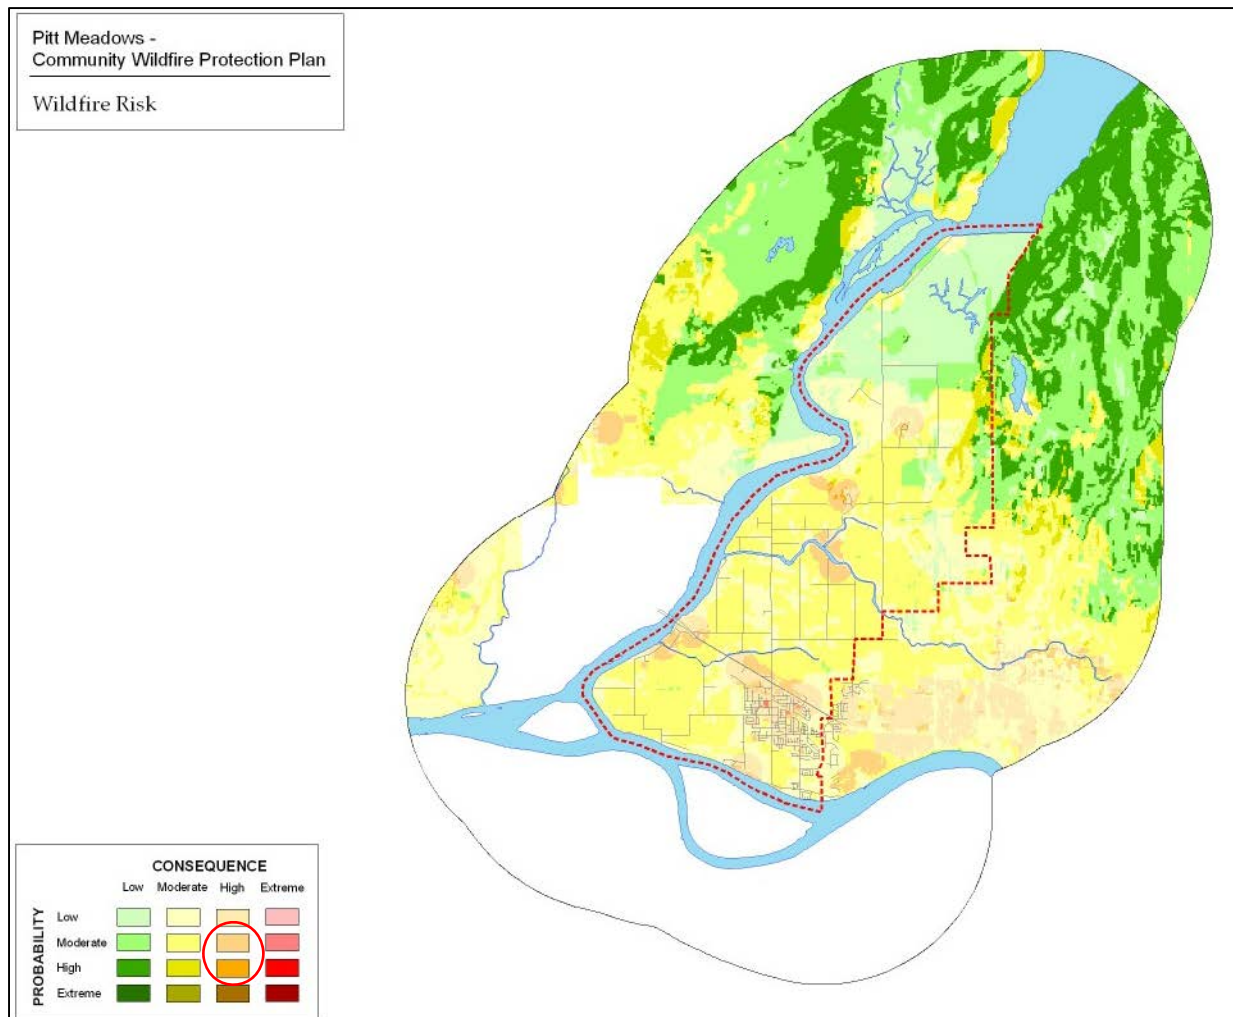 Pitt Meadows -
Community Wildfire Protection Plan
Wildfire Risk
CONSEQUENCE
Low Moderate High Extreme
PROBABILITY
Low
Moderate
High
Extreme